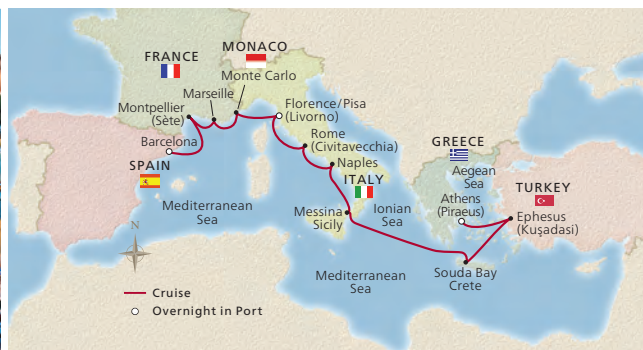 MONACO
FRANCE
Monte Carlo
Marseille
Montpellier
(Sète)
Florence/Pisa
(Livorno)
Barcelona
Rome
(Civitavecchia)
GREECE
SPAIN
Naples
ITALY
Aegean
Sea
TURKEY
Athens
(Piraeus)
Mediterranean
Sea
Messina
Sicily
Ionian
Sea
Ephesus
(Kuşadasi)
N
Mediterranean
Sea
Souda Bay
Crete
Cruise
Overnight in Port